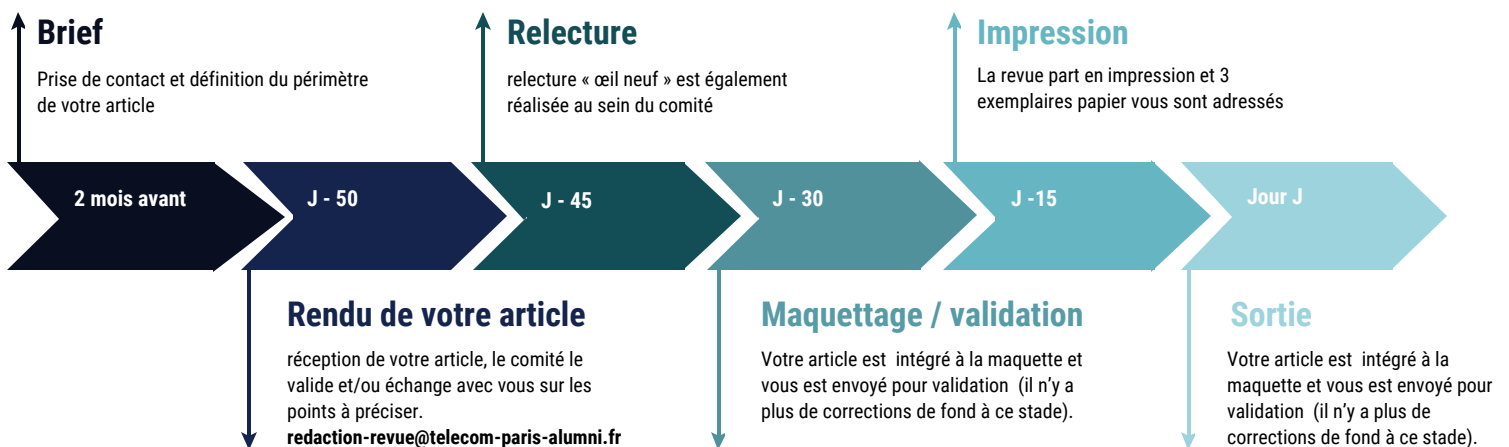 Brief
Prise de contact et définition du périmètre
de votre article
Relecture
relecture « œil neuf » est également
réalisée au sein du comité
Impression
La revue part en impression et 3
exemplaires papier vous sont adressés
2 mois avant
J - 50
J - 45
J - 30
J -15
Jour J
Rendu de votre article
réception de votre article, le comité le
valide et/ou échange avec vous sur les
points à préciser.
redaction-revue@telecom-paris-alumni.fr
Maquettage / validation
Votre article est intégré à la maquette et
vous est envoyé pour validation (il n’y a
plus de corrections de fond à ce stade).
Sortie
Votre article est intégré à la
maquette et vous est envoyé pour
validation (il n’y a plus de
corrections de fond à ce stade).